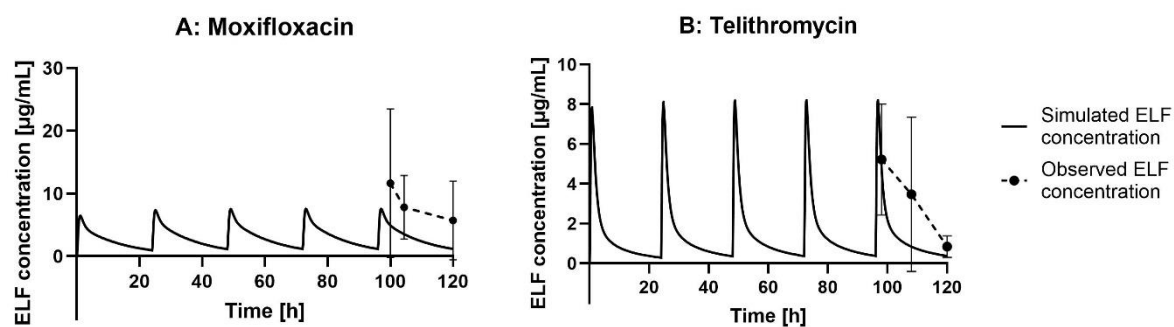 A: Moxifloxacin
ELF concentration [µg/mL]
30
20
10
0
20
40
60
80
100
120
Time [h]
B: Telithromycin
ELF concentration [µg/mL]
10
8
6
4
2
0
20
40
60
80
100
120
Time [h]
Simulated ELF
concentration
Observed ELF
concentration